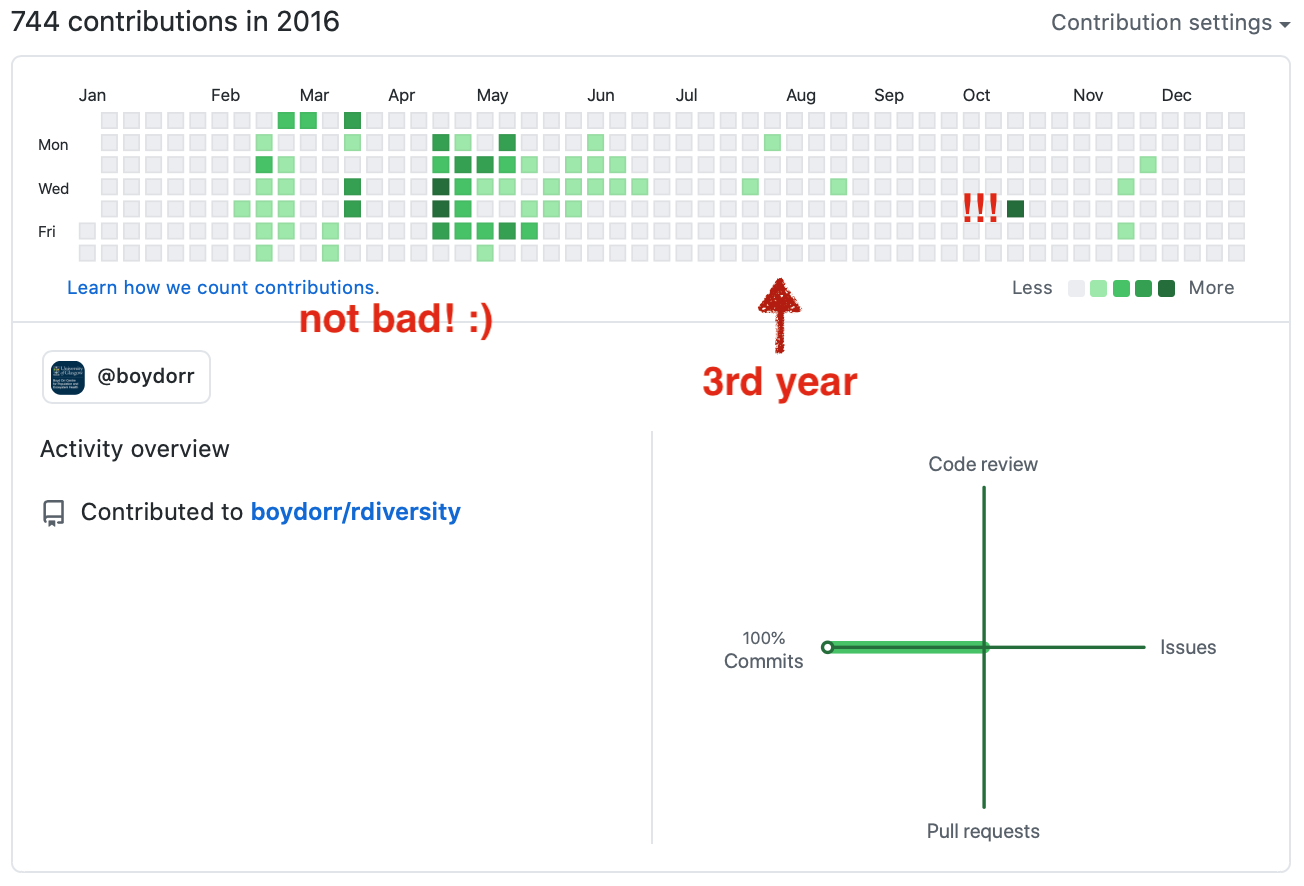 744 contributions in 2016
Contribution settings
Jan Feb Mar Apr May Jun Jul Aug Sep Oct Nov Dec
Mon
Wed
!!!
Fri
Learn how we count contributions.
Less More
not bad! :)
3rd year
@boydorr
Activity overview
Contributed to boydorr/rdiversity
Code review
100%
Commits
Issues
Pull requests